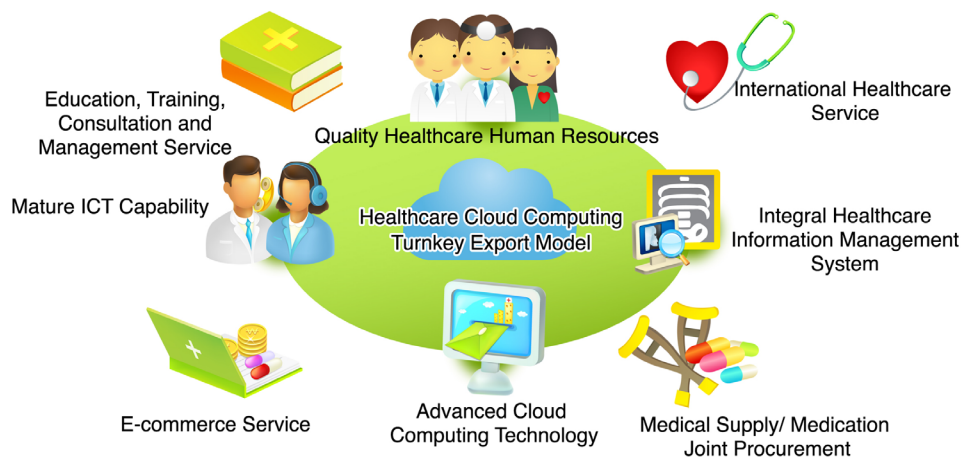 Education, Training,
Consultation and
Management Service
Quality Healthcare Human Resources
International Healthcare
Service
Mature ICT Capability
Healthcare Cloud Computing
Turnkey Export Model
Integral Healthcare
Information Management
System
E-commerce Service
Advanced Cloud
Computing Technology
Medical Supply/ Medication
Joint Procurement